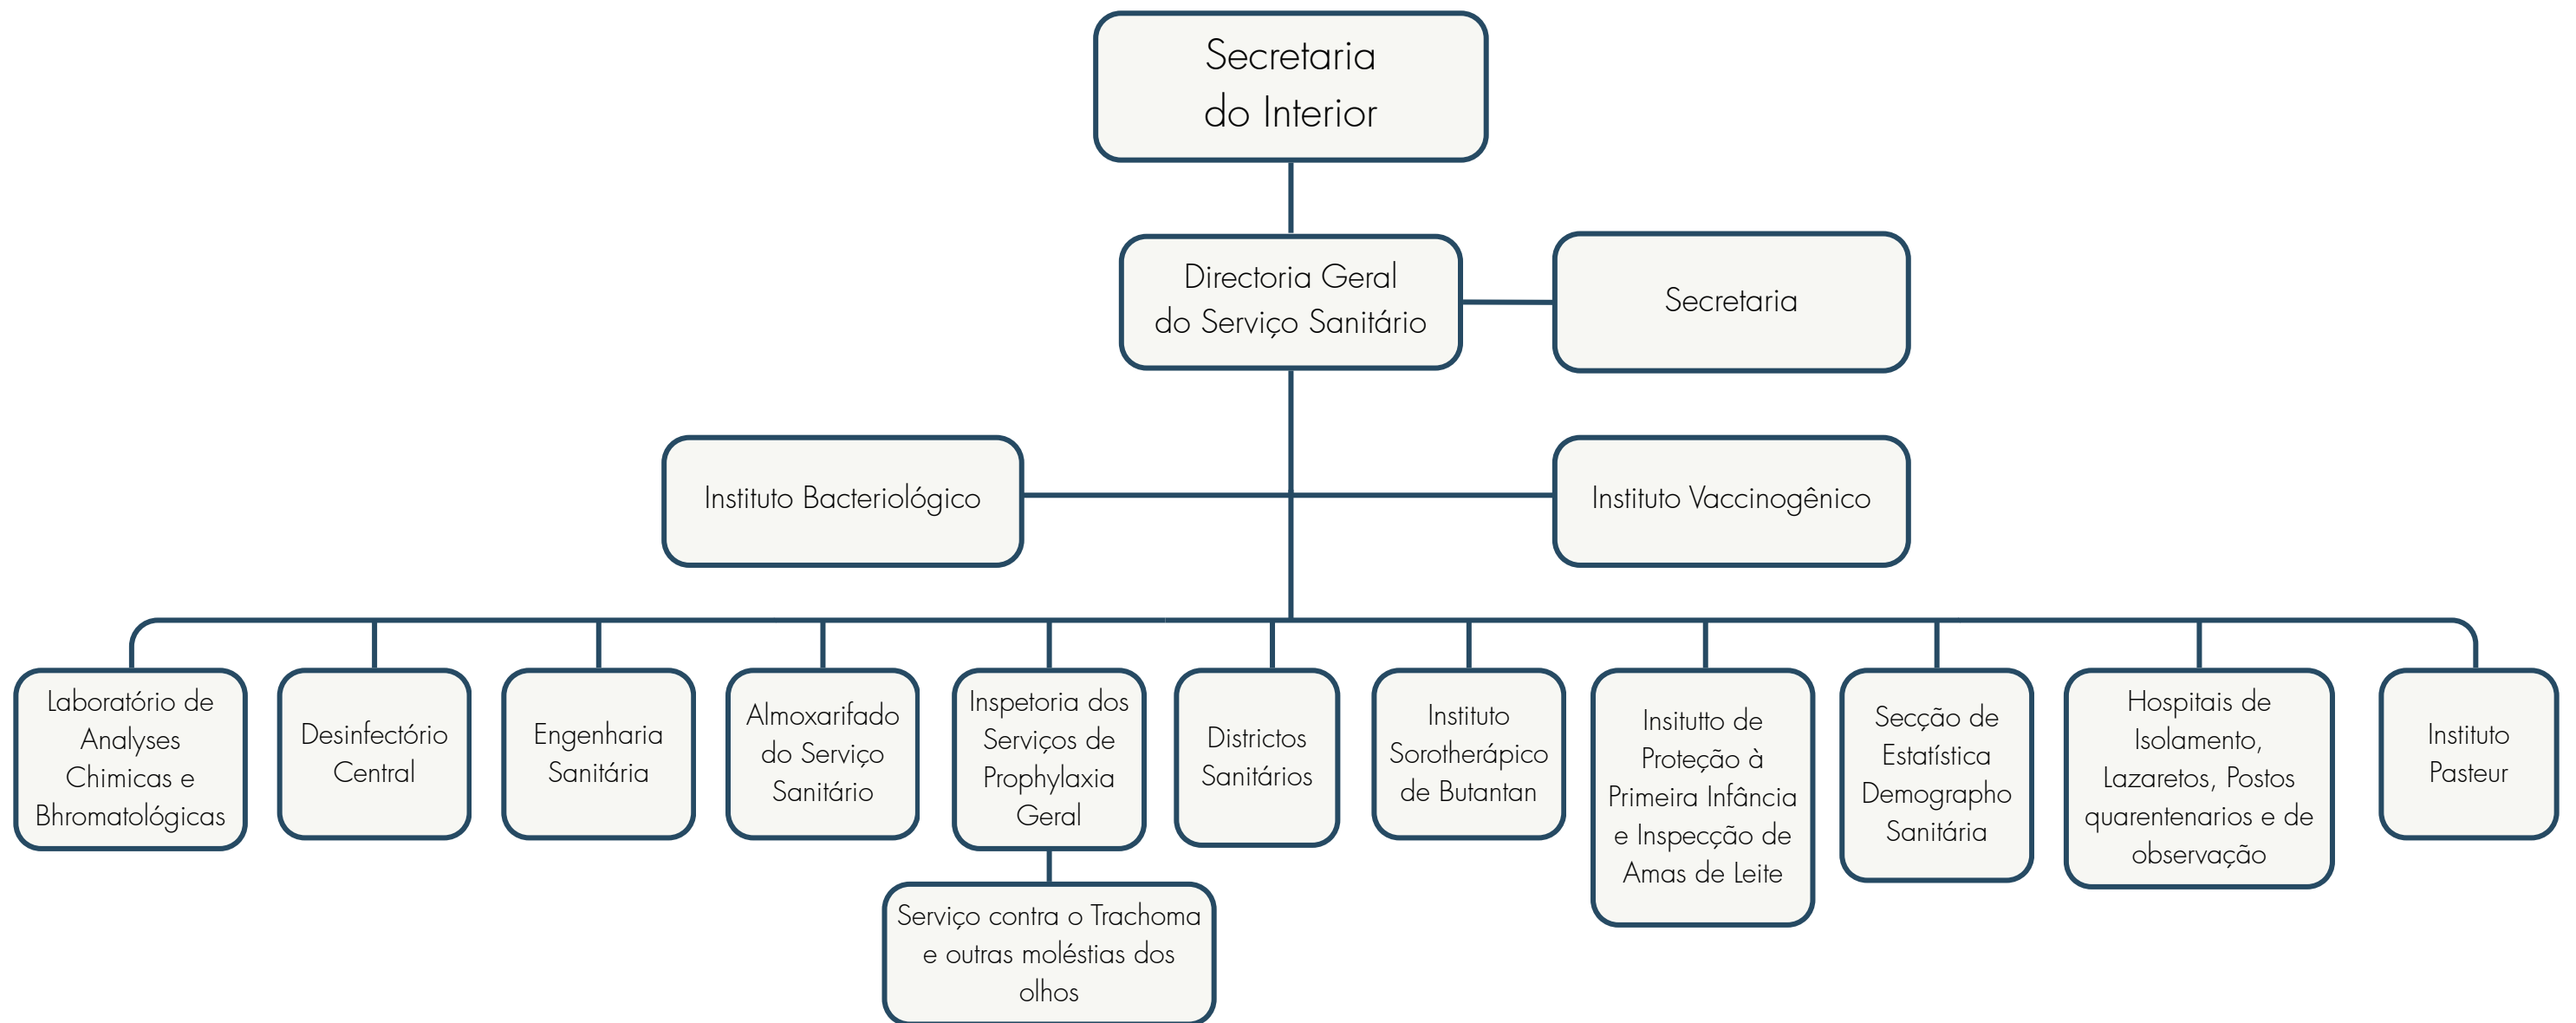 Secretaria
do Interior
Directoria Geral
do Serviço Sanitário
Secretaria
Instituto Bacteriológico
Instituto Vaccinogênico
Laboratório de
Analyses
Chimicas e
Bhromatológicas
Desinfectório
Central
Engenharia
Sanitária
Almoxarifado
do Serviço
Sanitário
Inspetoria dos
Serviços de
Prophylaxia
Geral
Districtos
Sanitários
Instituto
Sorotherápico
de Butantan
Insitutto de
Proteção à
Primeira Infância
e Inspecção de
Amas de Leite
Secção de
Estatística
Demographo
Sanitária
Hospitais de
Isolamento,
Lazaretos, Postos
quarentenarios e de
observação
Instituto
Pasteur
Serviço contra o Trachoma
e outras moléstias dos
olhos